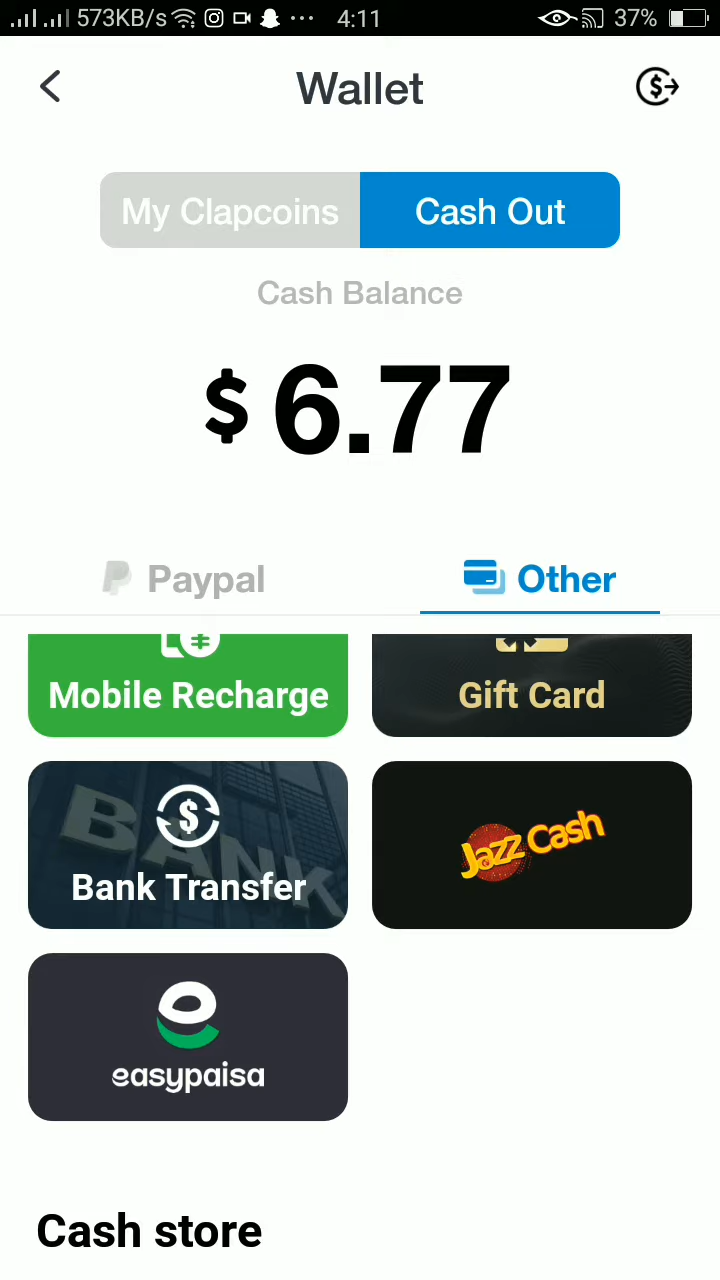 573KB/s 4:11 37%
Wallet
My Clapcoins Cash Out
Cash Balance
$ 6.77
Paypal Other
Mobile Recharge Gift Card
BANK
Bank Transfer
Jazz Cash
easypaisa
Cash store